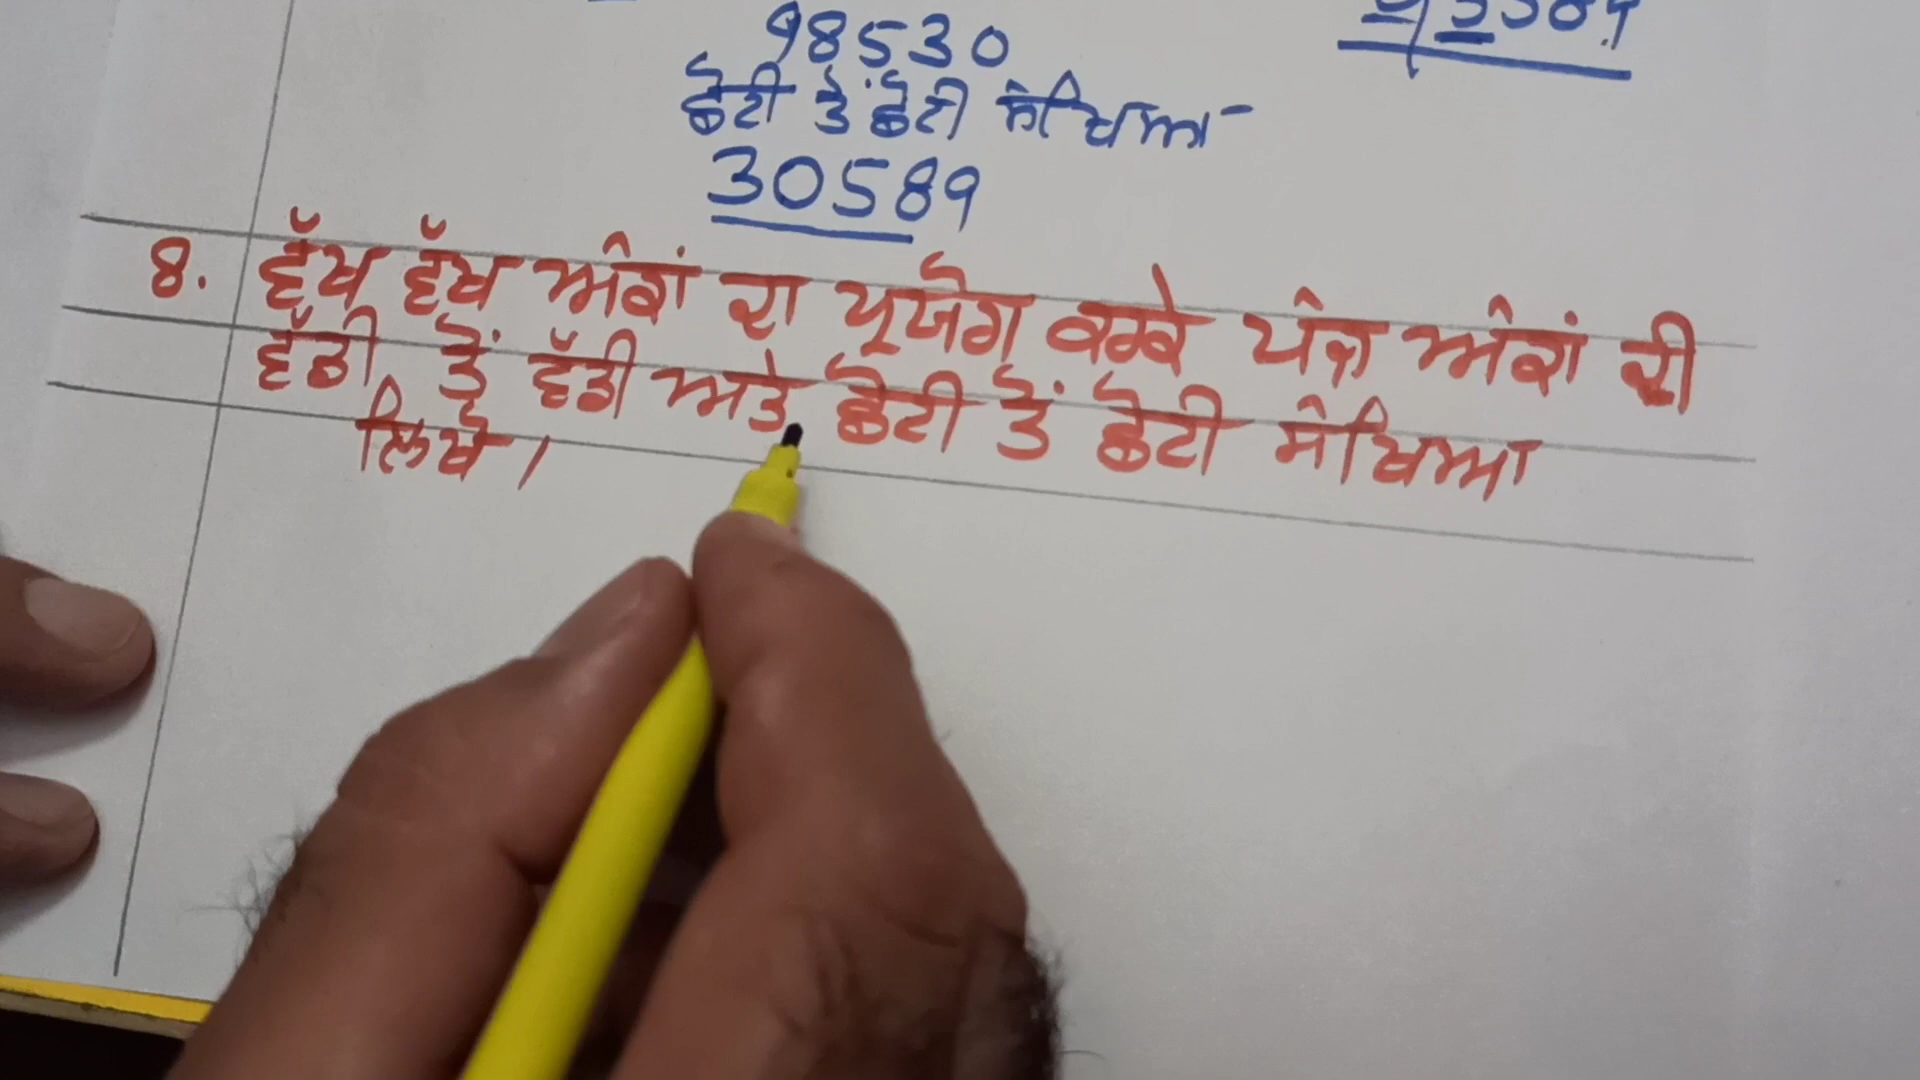 98530
ਛੋਟੀ ਤੋਂ ਛੋਟੀ ਸੰਖਿਆ
30589
8. ਵੱਖ ਵੱਖ ਅੰਕਾਂ ਦਾ ਪ੍ਰਯੋਗ ਕਰਕੇ ਪੰਜ ਅੰਕਾਂ ਦੀ
ਵੱਡੀ ਤੋਂ ਵੱਡੀ ਅਤੇ ਛੋਟੀ ਤੋਂ ਛੋਟੀ ਸੰਖਿਆ
ਲਿਖੋ।